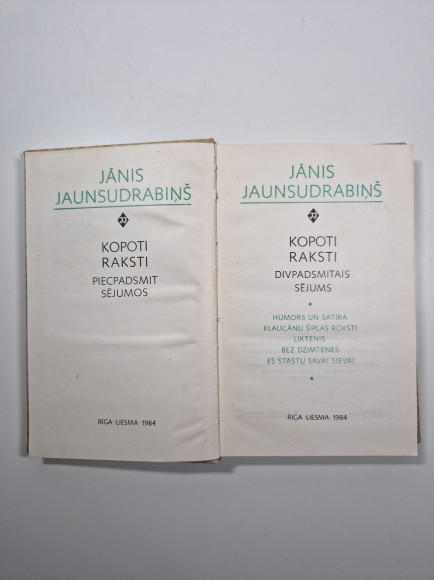 JĀNIS
JAUNSUDRABIŅŠ
KOPOTI
RAKSTI
PIECPADSMIT
SĒJUMOS
RĪGA «LIESMA» 1984
JĀNIS
JAUNSUDRABIŅŠ
KOPOTI
RAKSTI
DIVPADSMITAIS
SĒJUMS
HUMORS UN SATĪRA
KLAUCĀNU ŠIPLAS RAKSTI
LIKTENIS
BEZ DZIMTENES
ES STĀSTU SAVAI SIEVAI
RĪGA «LIESMA» 1984